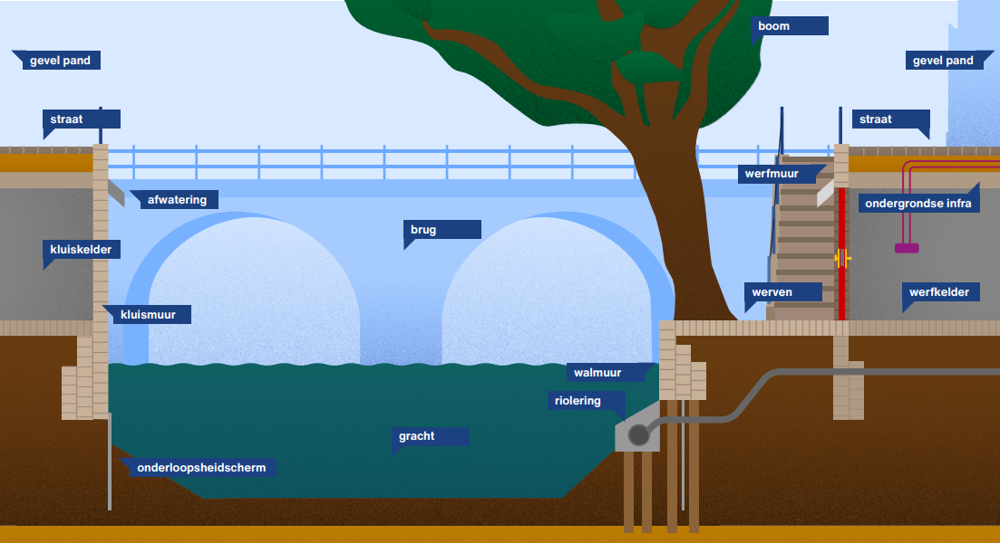 boom
gevel pand
gevel pand
straat
straat
werfmuur
afwatering
ondergrondse infra
brug
kluiskelder
werven
werfkelder
kluismuur
walmuur
riolering
gracht
onderloopsheidscherm